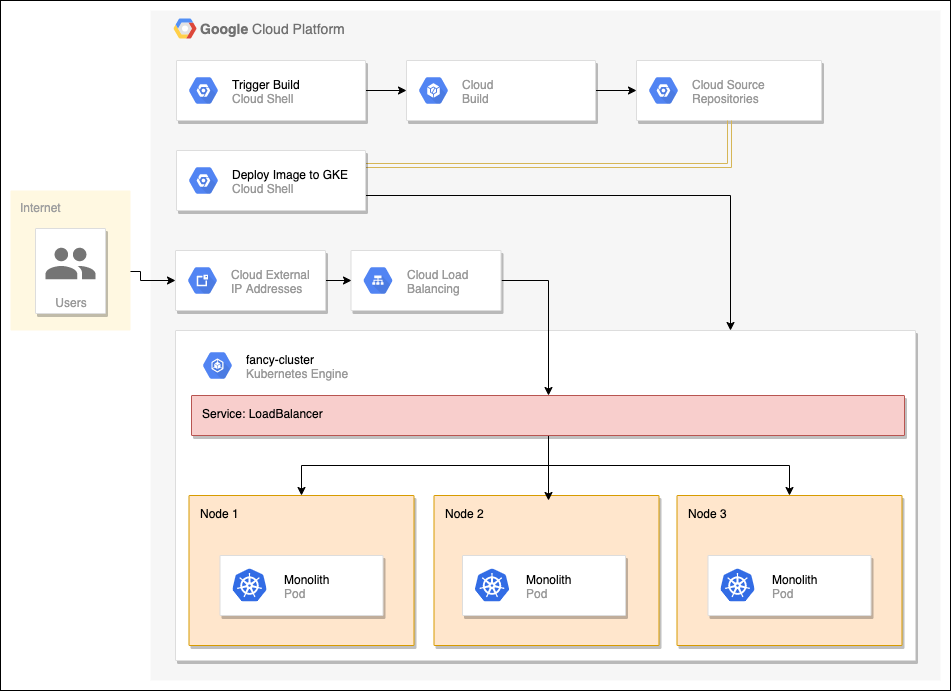 Google Cloud Platform
Trigger Build
Cloud Shell
Cloud
Build
Cloud Source
Repositories
Deploy Image to GKE
Cloud Shell
Internet
Users
Cloud External
IP Addresses
Cloud Load
Balancing
fancy-cluster
Kubernetes Engine
Service: LoadBalancer
Node 1
Monolith
Pod
Node 2
Monolith
Pod
Node 3
Monolith
Pod